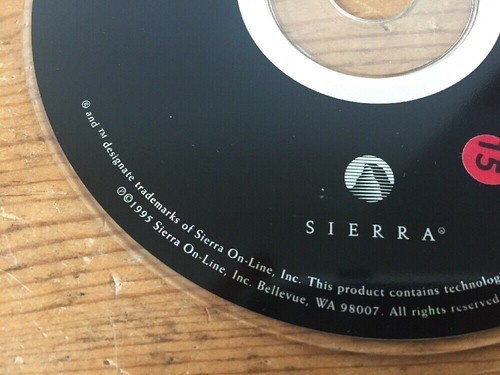 15
SIERRA®
® and ™ designate trademarks of Sierra On-Line, Inc. This product contains
℗©1995 Sierra On-Line, Inc. Bellevue, WA 98007. All rights reserved